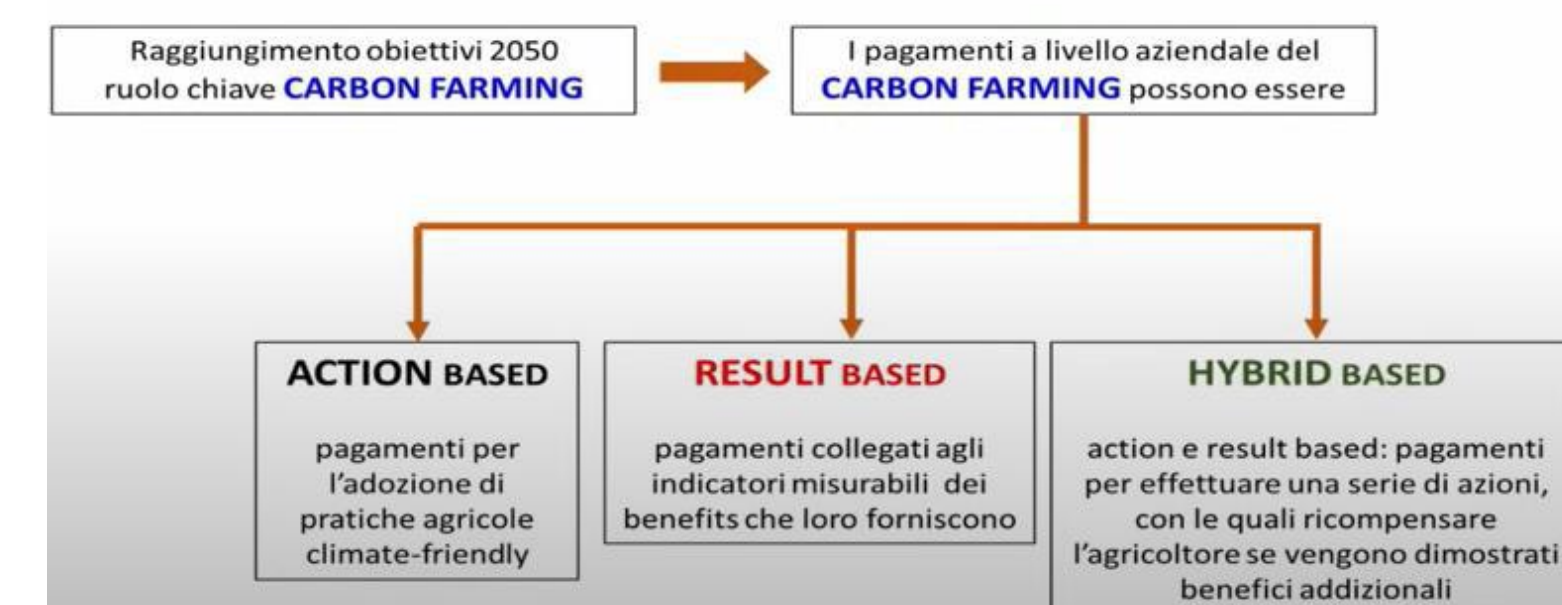 Raggiungimento obiettivi 2050
ruolo chiave CARBON FARMING
I pagamenti a livello aziendale del
CARBON FARMING possono essere
ACTION BASED
pagamenti per
l'adozione di
pratiche agricole
climate-friendly
RESULT BASED
pagamenti collegati agli
indicatori misurabili dei
benefits che loro forniscono
HYBRID BASED
action e result based: pagamenti
per effettuare una serie di azioni,
con le quali ricompensare
l'agricoltore se vengono dimostrati
benefici addizionali